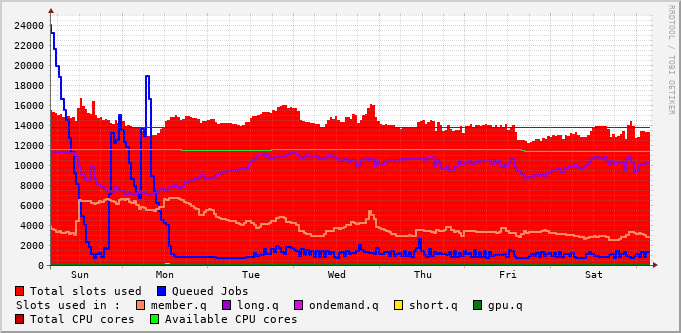 RRDTOOL / TOBI OETIKER
24000
22000
20000
18000
16000
14000
12000
10000
8000
6000
4000
2000
0
Sun Mon Tue Wed Thu Fri Sat
Total slots used Queued Jobs
Slots used in : member.q long.q ondemand.q short.q gpu.q
Total CPU cores Available CPU cores